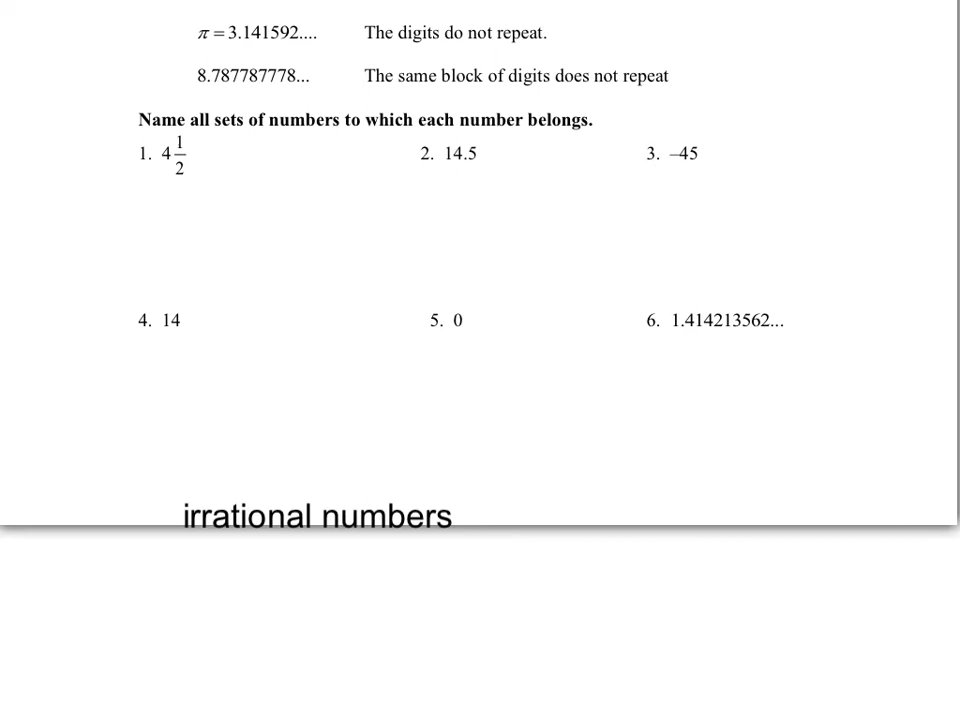 π = 3.141592.... The digits do not repeat.
8.787787778... The same block of digits does not repeat
Name all sets of numbers to which each number belongs.
1. 4 1/2 2. 14.5 3. –45
4. 14 5. 0 6. 1.414213562...
irrational numbers